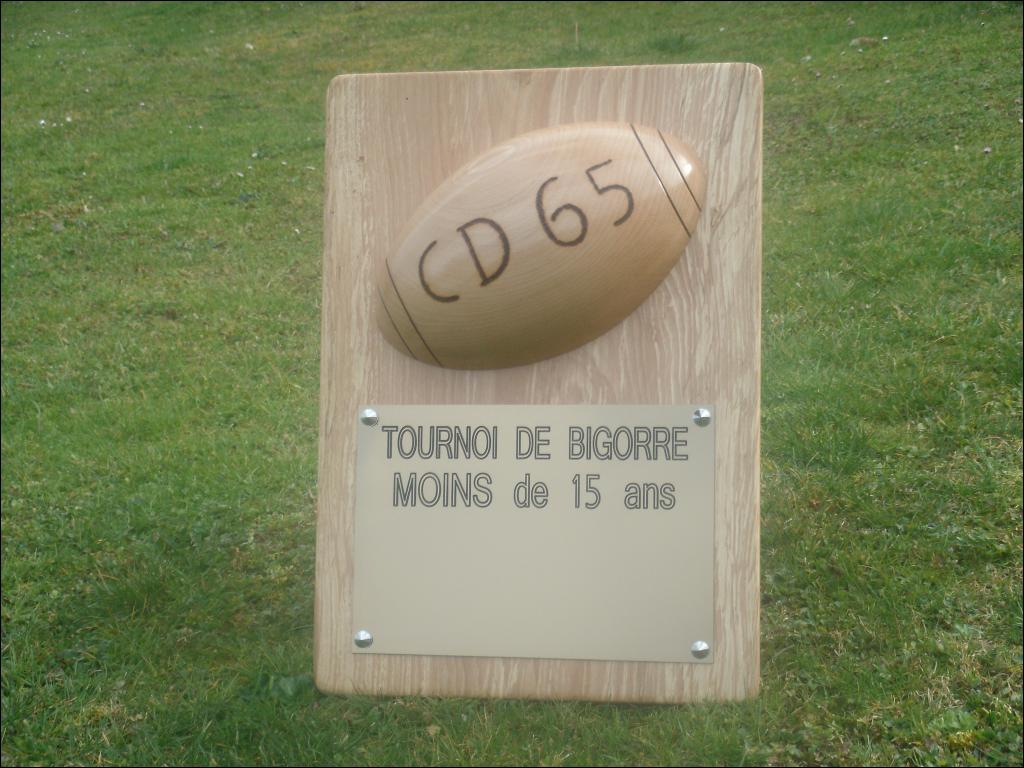 CD 65
TOURNOI DE BIGORRE
MOINS de 15 ans